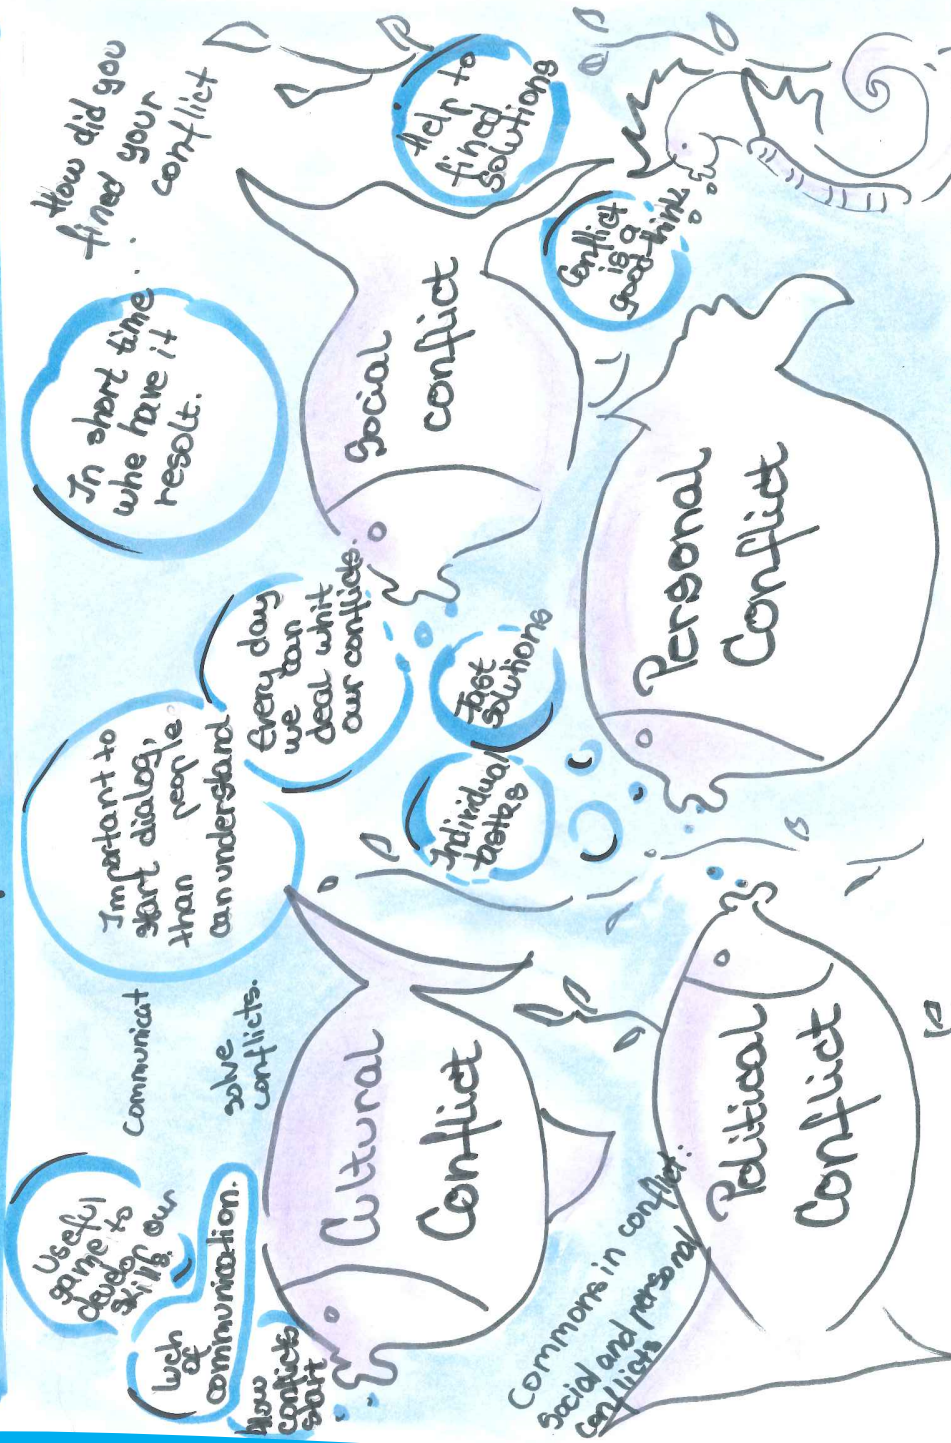 Useful
game to
develop our
skills.
communicat
solve
conflicts.
Important to
start dialog,
than people
can understand
Every day
we can
deal whit
our conflicts.
In short time
whe have it
resolt.
How did you
fined your
conflict
Lech
of
communication.
How
conflicts
start
Cultural
Conflict
Individual
tastes
Fast
solutions
Social
conflict
Help to
fined
solutions
Conflict
is a
good think
Commons in conflict:
Social and personal
conflicts
Political
Conflict
Personal
Conflict